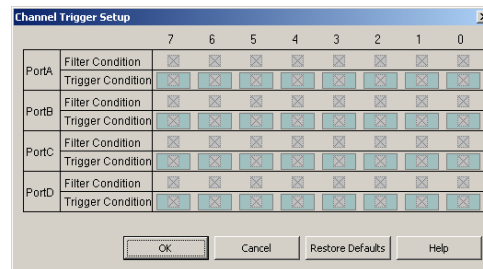 Channel Trigger Setup
7 6 5 4 3 2 1 0
PortA
Filter Condition
Trigger Condition
PortB
Filter Condition
Trigger Condition
PortC
Filter Condition
Trigger Condition
PortD
Filter Condition
Trigger Condition
OK Cancel Restore Defaults Help